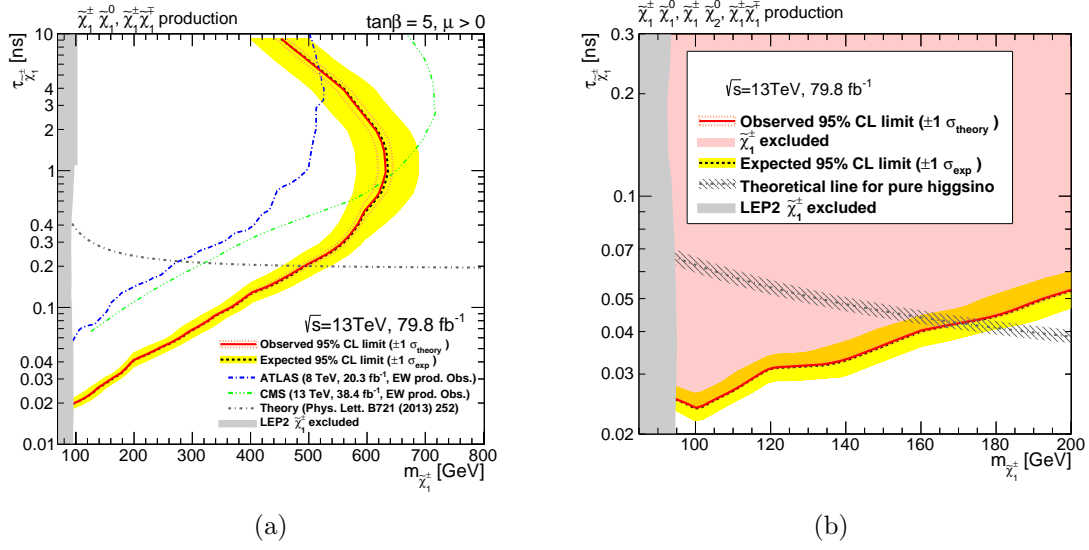 χ̃₁± χ̃₁⁰, χ̃₁± χ̃₁∓ production
tanβ = 5, μ > 0
τ_χ̃₁± [ns]
10
4
3
2
1
0.4
0.3
0.2
0.1
0.04
0.03
0.02
0.01
√s=13TeV, 79.8 fb⁻¹
Observed 95% CL limit (±1 σ_theory)
Expected 95% CL limit (±1 σ_exp)
ATLAS (8 TeV, 20.3 fb⁻¹, EW prod. Obs.)
CMS (13 TeV, 38.4 fb⁻¹, EW prod. Obs.)
Theory (Phys. Lett. B721 (2013) 252)
LEP2 χ̃₁± excluded
100 200 300 400 500 600 700 800
m_χ̃₁± [GeV]
(a)
χ̃₁± χ̃₁⁰, χ̃₁± χ̃₂⁰, χ̃₁± χ̃₁∓ production
τ_χ̃₁± [ns]
0.3
0.2
0.1
0.07
0.05
0.04
0.03
0.02
√s=13TeV, 79.8 fb⁻¹
Observed 95% CL limit (±1 σ_theory)
χ̃₁± excluded
Expected 95% CL limit (±1 σ_exp)
Theoretical line for pure higgsino
LEP2 χ̃₁± excluded
100 120 140 160 180 200
m_χ̃₁± [GeV]
(b)